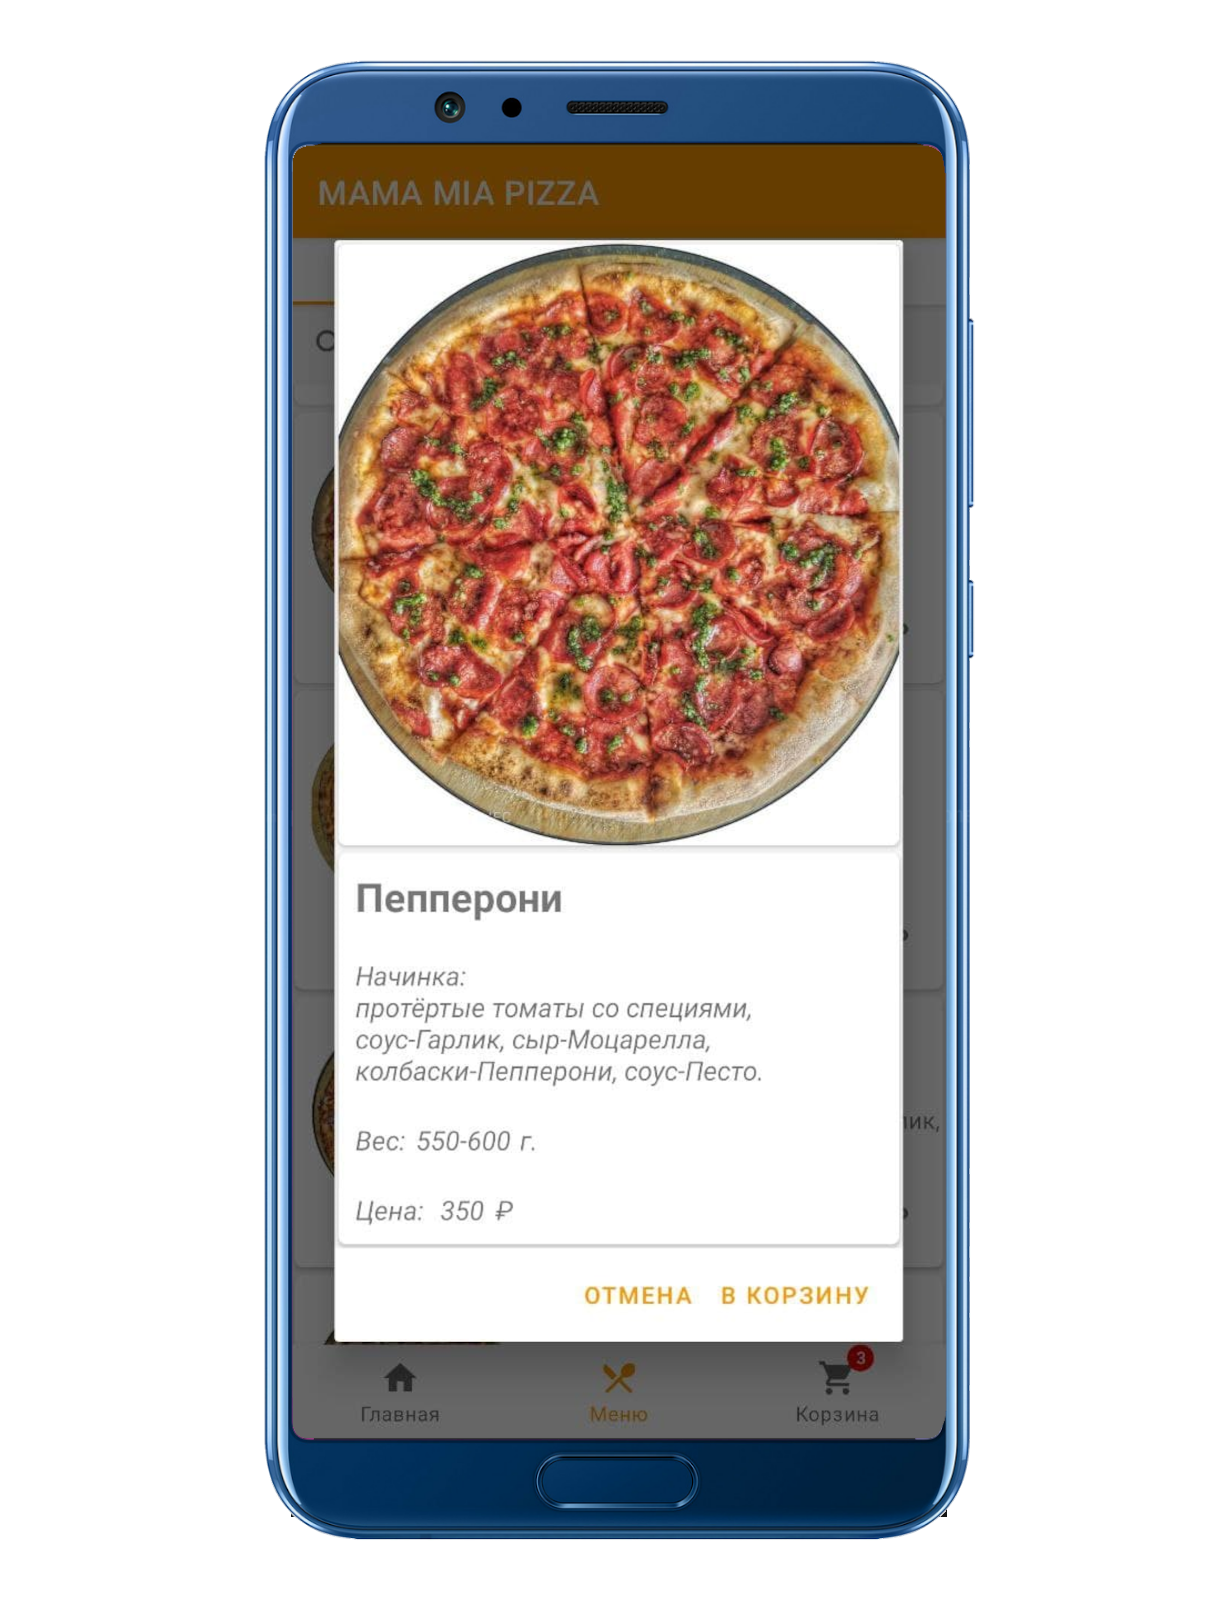 MAMA MIA PIZZA
Пепперони
Начинка:
протёртые томаты со специями,
соус-Гарлик, сыр-Моцарелла,
колбаски-Пепперони, соус-Песто.
лик,
Вес: 550-600 г.
Цена: 350 ₽
ОТМЕНА В КОРЗИНУ
3
Главная Меню Корзина